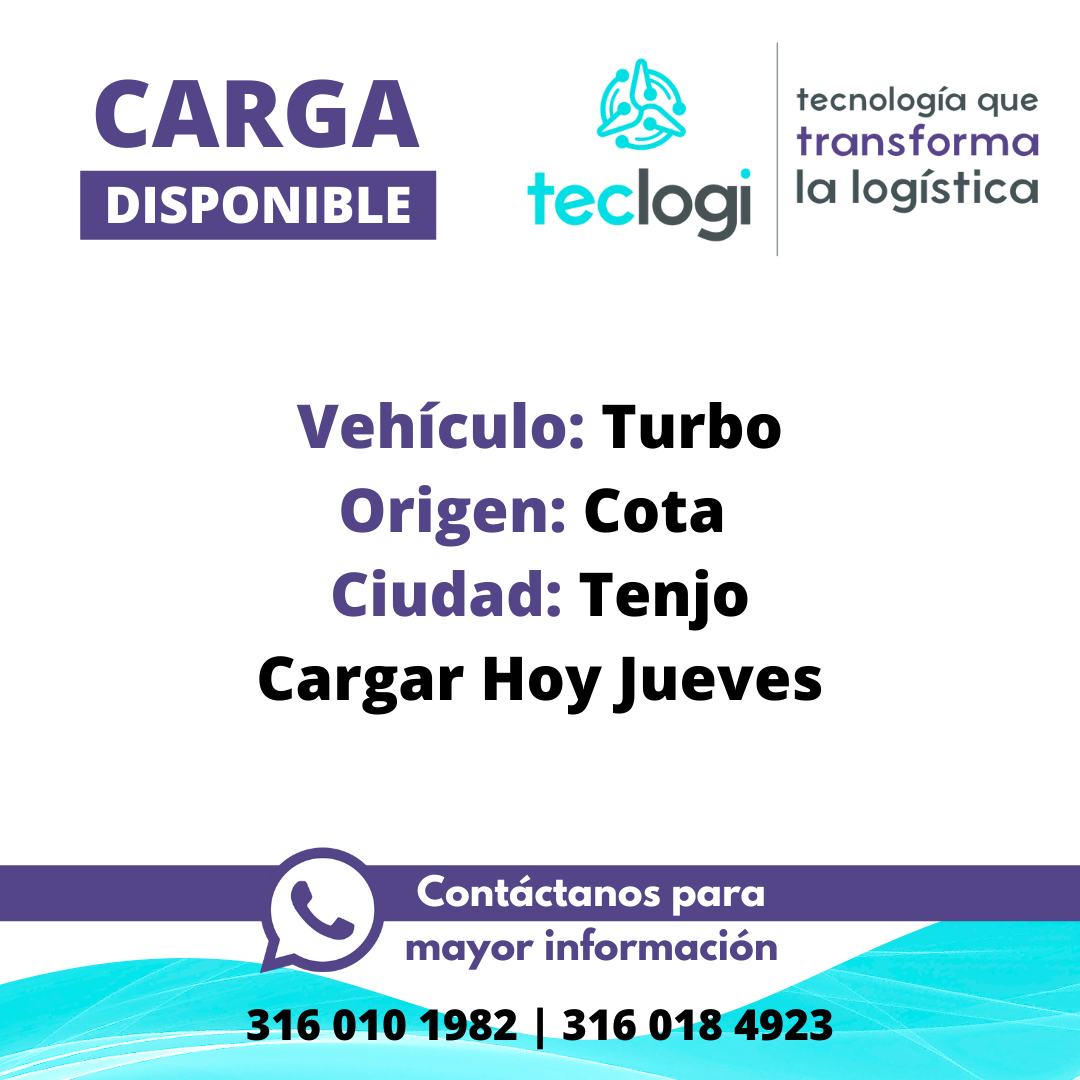 CARGA
DISPONIBLE
teclogi
tecnología que
transforma
la logística
Vehículo: Turbo
Origen: Cota
Ciudad: Tenjo
Cargar Hoy Jueves
Contáctanos para
mayor información
316 010 1982 | 316 018 4923